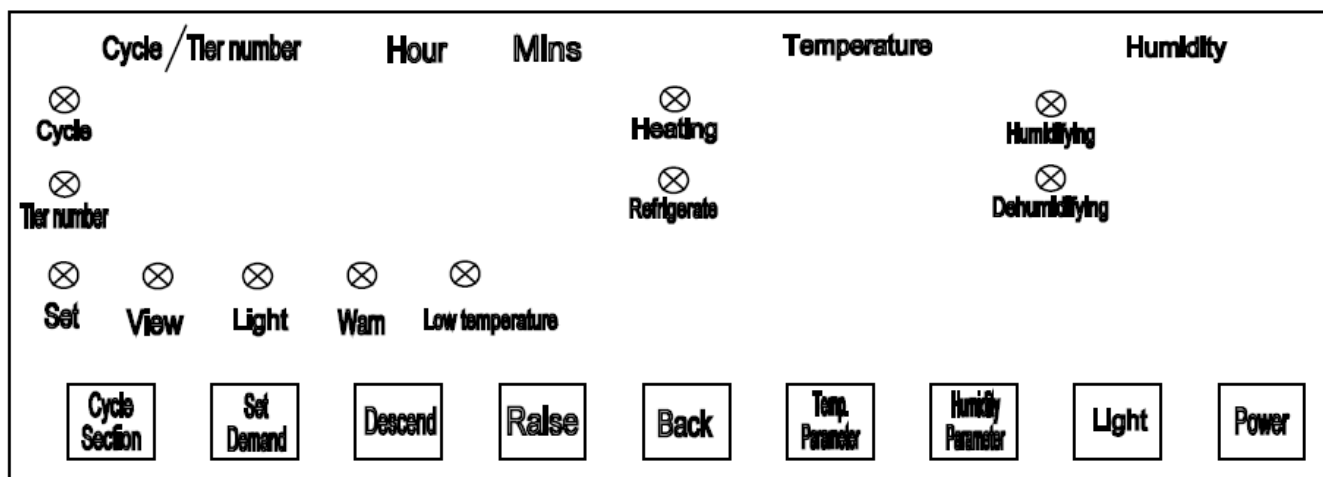 Cycle / Tier number Hour Mins Temperature Humidity
Cycle Heating Humidifying
Tier number Refrigerate Dehumidifying
Set View Light Warn Low temperature
Cycle Section
Set Demand
Descend
Raise
Back
Temp. Parameter
Humidity Parameter
Light
Power